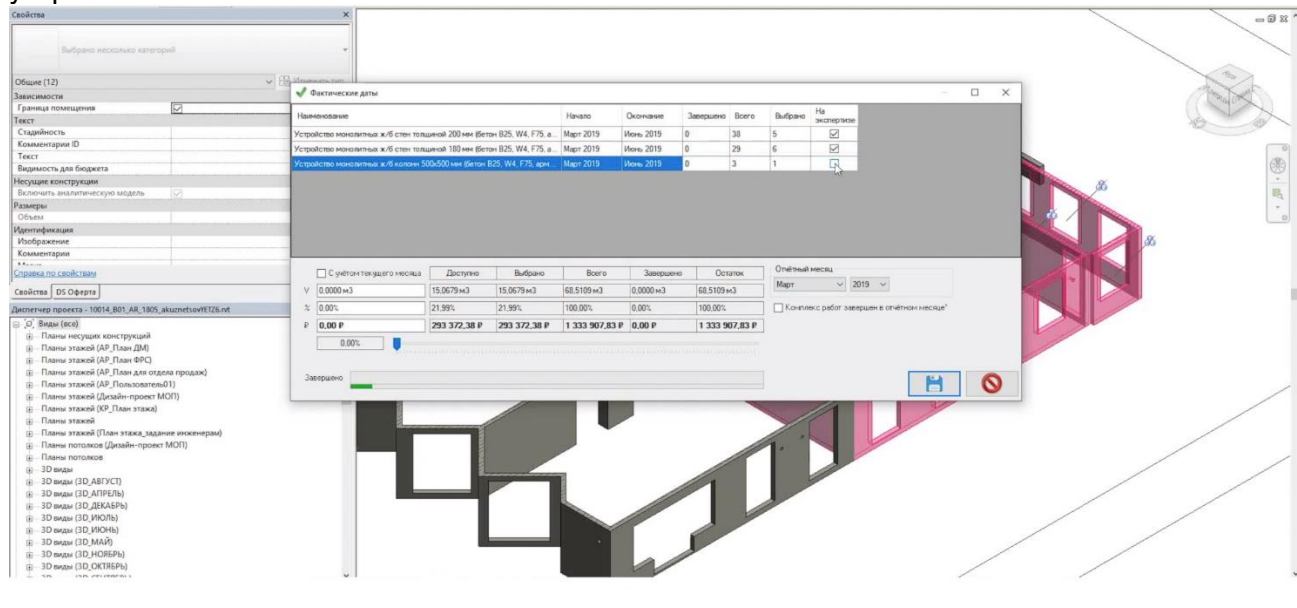 Свойства
Выбрано несколько категорий
Общие (12)
Изменить тип
Зависимости
Граница помещения
Текст
Стадийность
Комментарии ID
Текст
Видимость для бюджета
Несущие конструкции
Включить аналитическую модель
Размеры
Объем
Идентификация
Изображение
Комментарии
Справка по свойствам
Свойства DS Оферта
Диспетчер проекта - 10014_B01_AR_1805_akuznetsovYETZ6.rvt
Виды (все)
Планы несущих конструкций
Планы этажей (АР_План ДМ)
Планы этажей (АР_План ФРС)
Планы этажей (АР_План для отдела продаж)
Планы этажей (АР_Пользователь01)
Планы этажей (Дизайн-проект МОП)
Планы этажей (КР_План этажа)
Планы этажей
Планы этажей (План этажа_задание инженерам)
Планы потолков (Дизайн-проект МОП)
Планы потолков
3D виды
3D виды (3D_АВГУСТ)
3D виды (3D_АПРЕЛЬ)
3D виды (3D_ДЕКАБРЬ)
3D виды (3D_ИЮЛЬ)
3D виды (3D_ИЮНЬ)
3D виды (3D_МАЙ)
3D виды (3D_НОЯБРЬ)
3D виды (3D_ОКТЯБРЬ)
Фактические даты
Наименование Начало Окончание Завершено Всего Выбрано На экспертизе
Устройство монолитных ж/б стен толщиной 200 мм (бетон B25, W4, F75, а... Март 2019 Июнь 2019 0 38 5
Устройство монолитных ж/б стен толщиной 180 мм (бетон B25, W4, F75, а... Март 2019 Июнь 2019 0 29 6
Устройство монолитных ж/б колонн 500x500 мм (бетон B25, W4, F75, арм... Март 2019 Июнь 2019 0 3 1
С учётом текущего месяца Доступно Выбрано Всего Завершено Остаток
V 0,0000 м3 15,0679 м3 15,0679 м3 68,5109 м3 0,0000 м3 68,5109 м3
% 0,00% 21,99% 21,99% 100,00% 0,00% 100,00%
₽ 0,00 ₽ 293 372,38 ₽ 293 372,38 ₽ 1 333 907,83 ₽ 0,00 ₽ 1 333 907,83 ₽
0,00%
Завершено
Отчётный месяц
Март 2019
Комплекс работ завершен в отчётном месяце*